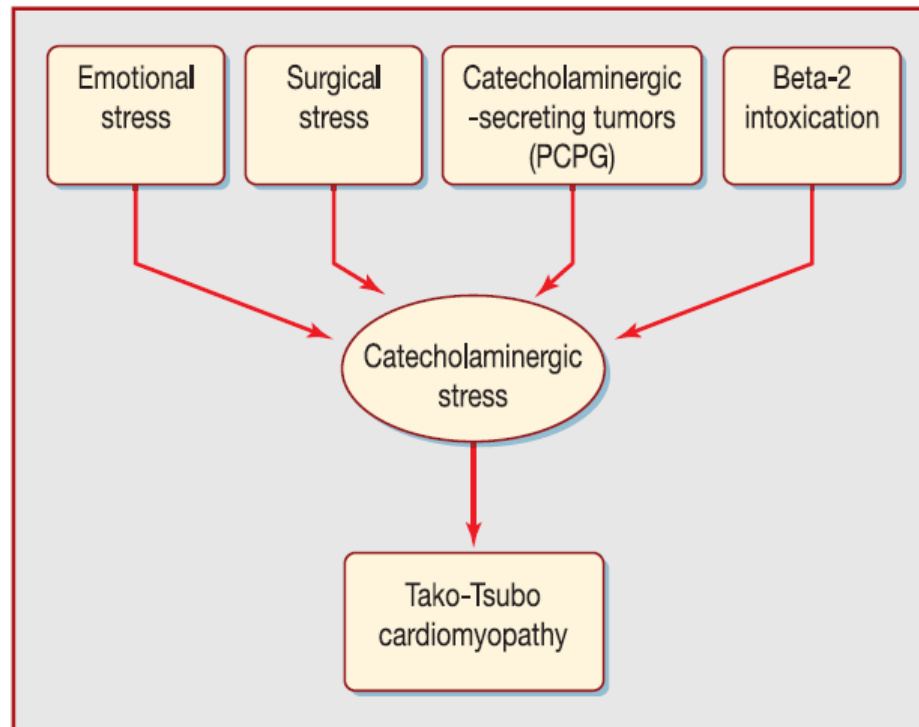 Emotional
stress
Surgical
stress
Catecholaminergic
-secreting tumors
(PCPG)
Beta-2
intoxication
Catecholaminergic
stress
Tako-Tsubo
cardiomyopathy